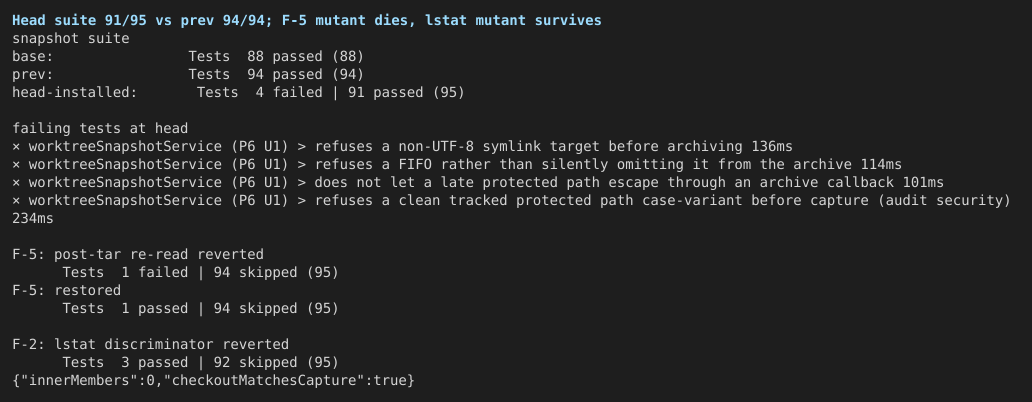 Head suite 91/95 vs prev 94/94; F-5 mutant dies, lstat mutant survives
snapshot suite
base:                Tests  88 passed (88)
prev:                Tests  94 passed (94)
head-installed:       Tests  4 failed | 91 passed (95)

failing tests at head
× worktreeSnapshotService (P6 U1) > refuses a non-UTF-8 symlink target before archiving 136ms
× worktreeSnapshotService (P6 U1) > refuses a FIFO rather than silently omitting it from the archive 114ms
× worktreeSnapshotService (P6 U1) > does not let a late protected path escape through an archive callback 101ms
× worktreeSnapshotService (P6 U1) > refuses a clean tracked protected path case-variant before capture (audit security)
234ms

F-5: post-tar re-read reverted
      Tests  1 failed | 94 skipped (95)
F-5: restored
      Tests  1 passed | 94 skipped (95)

F-2: lstat discriminator reverted
      Tests  3 passed | 92 skipped (95)
{"innerMembers":0,"checkoutMatchesCapture":true}